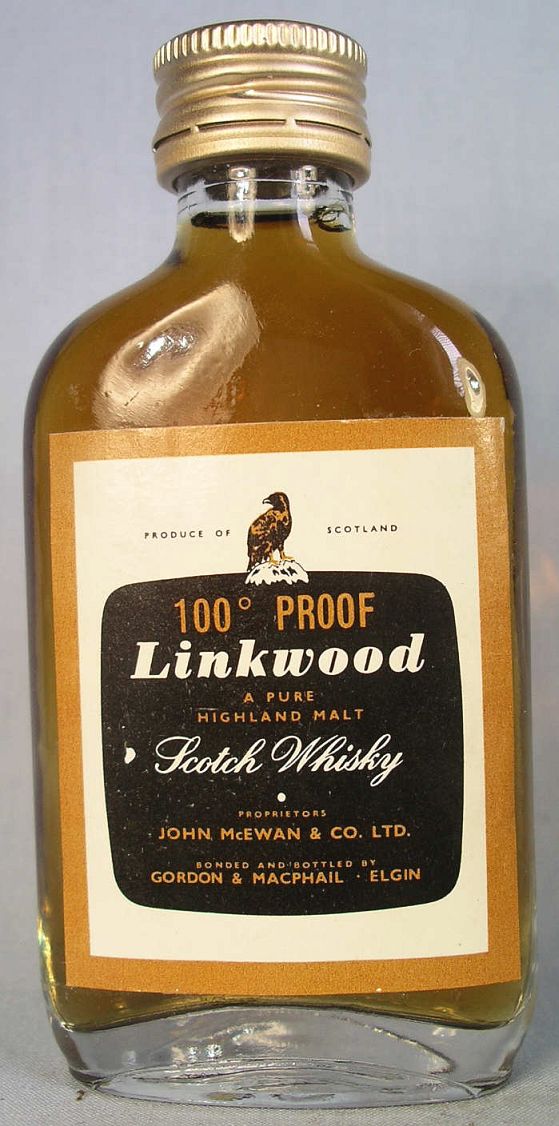 PRODUCE OF SCOTLAND
100° PROOF
Linkwood
A PURE
HIGHLAND MALT
Scotch Whisky
PROPRIETORS
JOHN McEWAN & CO. LTD.
BONDED AND BOTTLED BY
GORDON & MACPHAIL · ELGIN